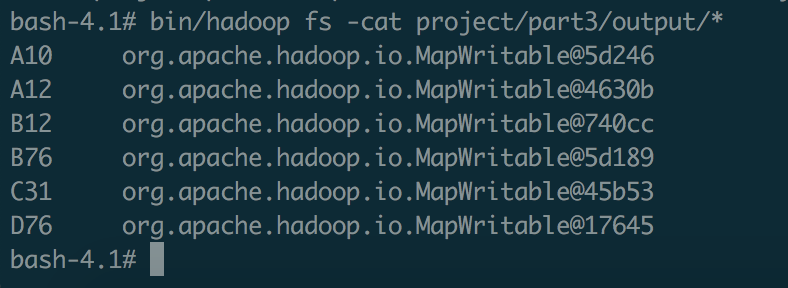 bash-4.1# bin/hadoop fs -cat project/part3/output/*
A10 org.apache.hadoop.io.MapWritable@5d246
A12 org.apache.hadoop.io.MapWritable@4630b
B12 org.apache.hadoop.io.MapWritable@740cc
B76 org.apache.hadoop.io.MapWritable@5d189
C31 org.apache.hadoop.io.MapWritable@45b53
D76 org.apache.hadoop.io.MapWritable@17645
bash-4.1#